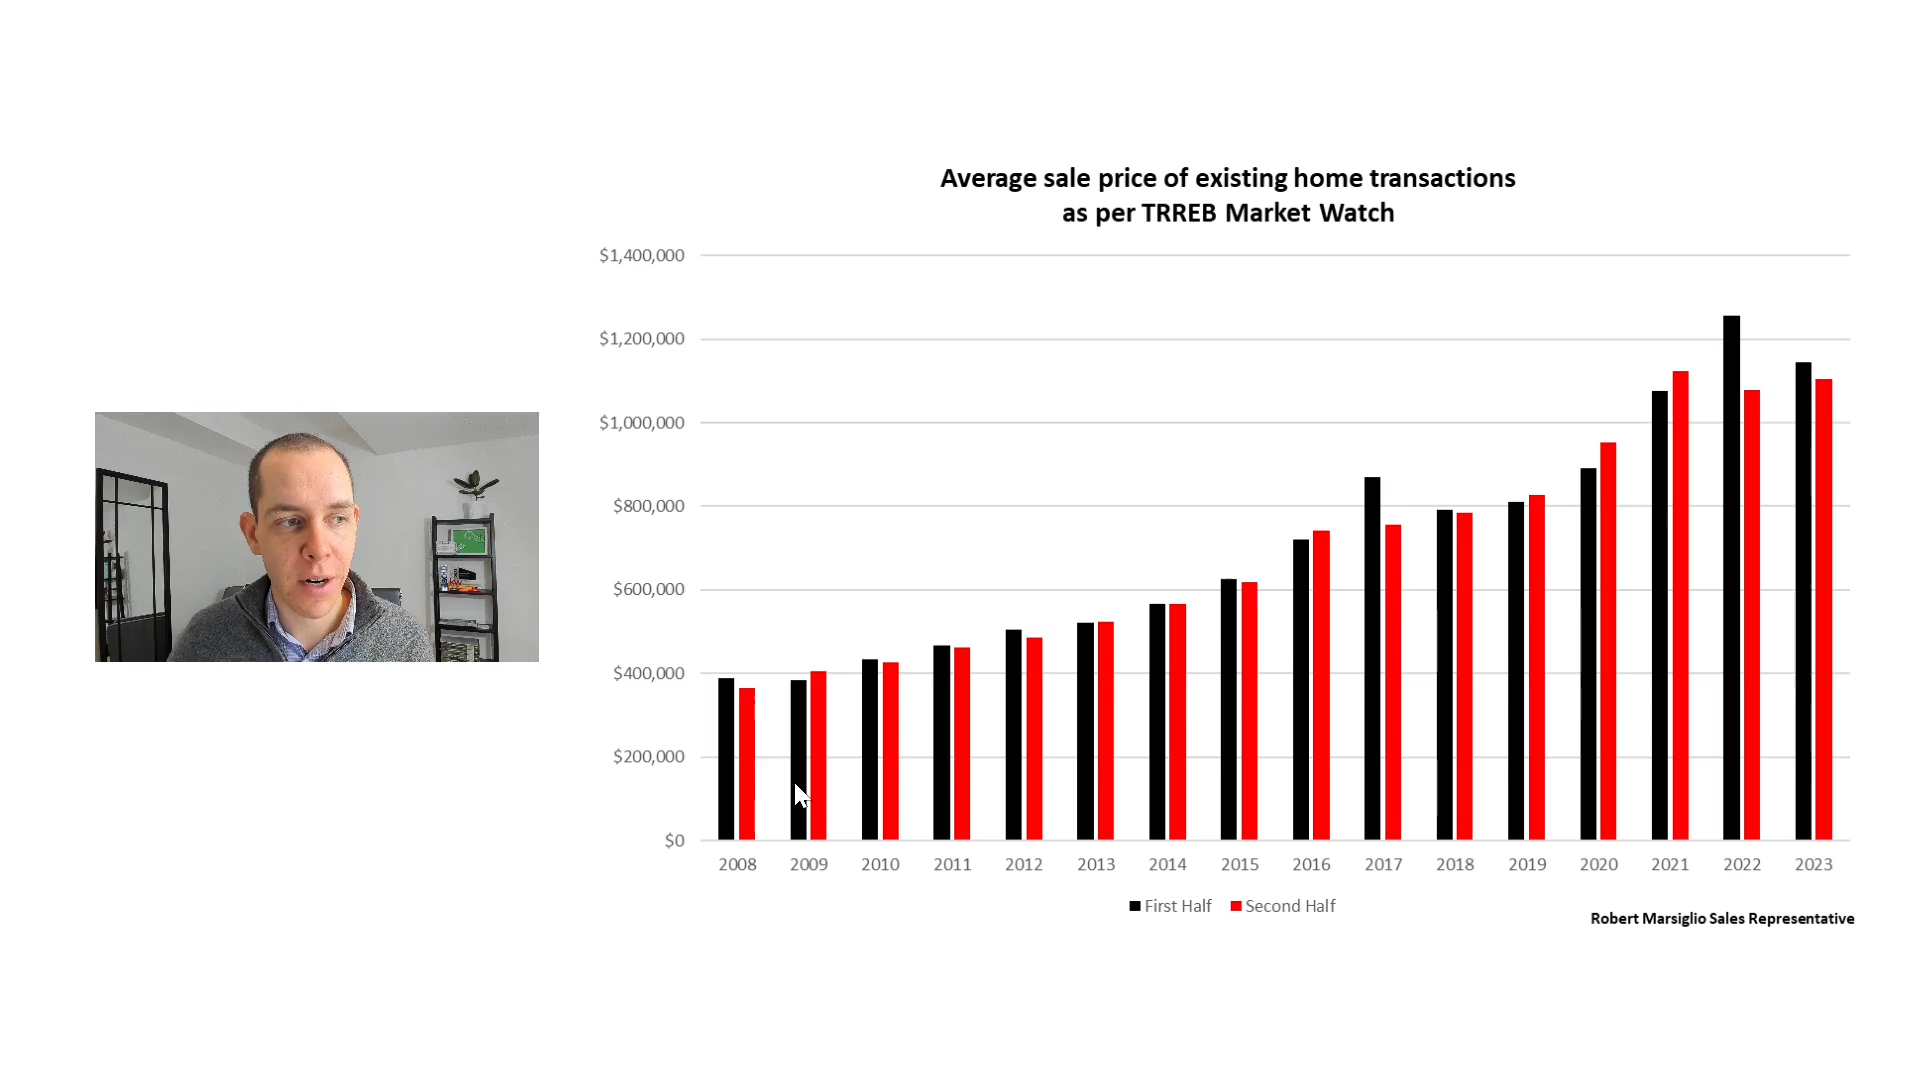 Average sale price of existing home transactions
as per TRREB Market Watch
$1,400,000
$1,200,000
$1,000,000
$800,000
$600,000
$400,000
$200,000
$0
2008 2009 2010 2011 2012 2013 2014 2015 2016 2017 2018 2019 2020 2021 2022 2023
First Half Second Half
Robert Marsiglio Sales Representative